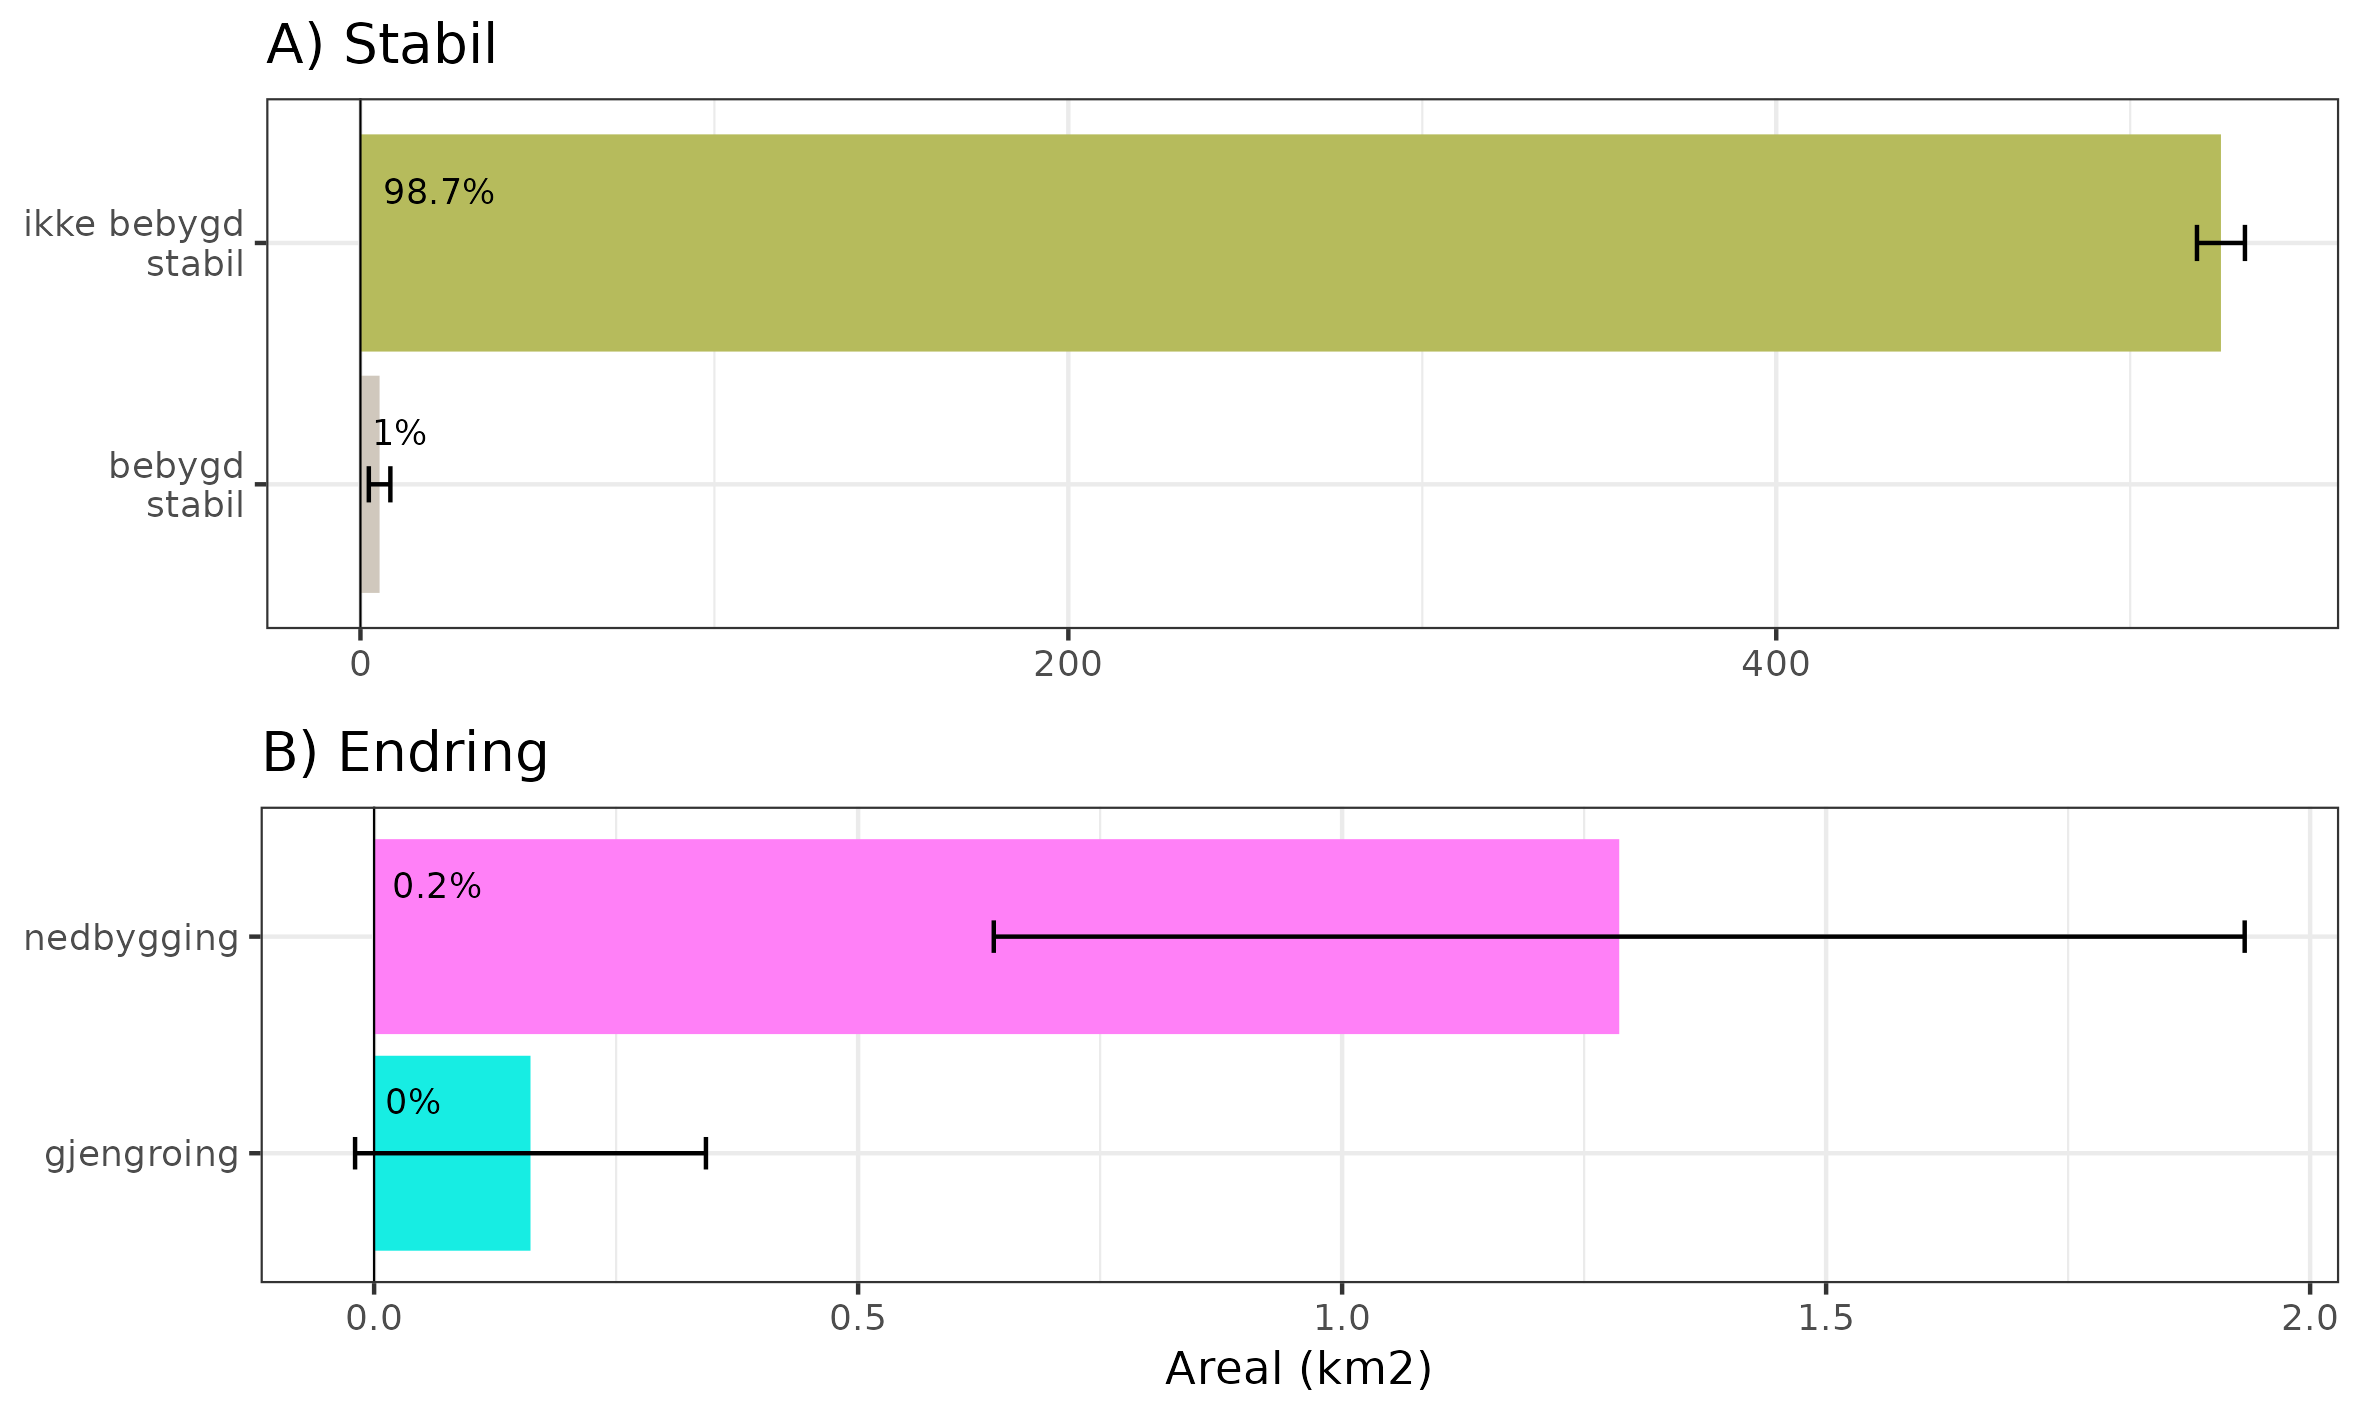 A) Stabil
98.7%
ikke bebygd
stabil
1%
bebygd
stabil
0 200 400
B) Endring
0.2%
nedbygging
0%
gjengroing
0.0 0.5 1.0 1.5 2.0
Areal (km2)